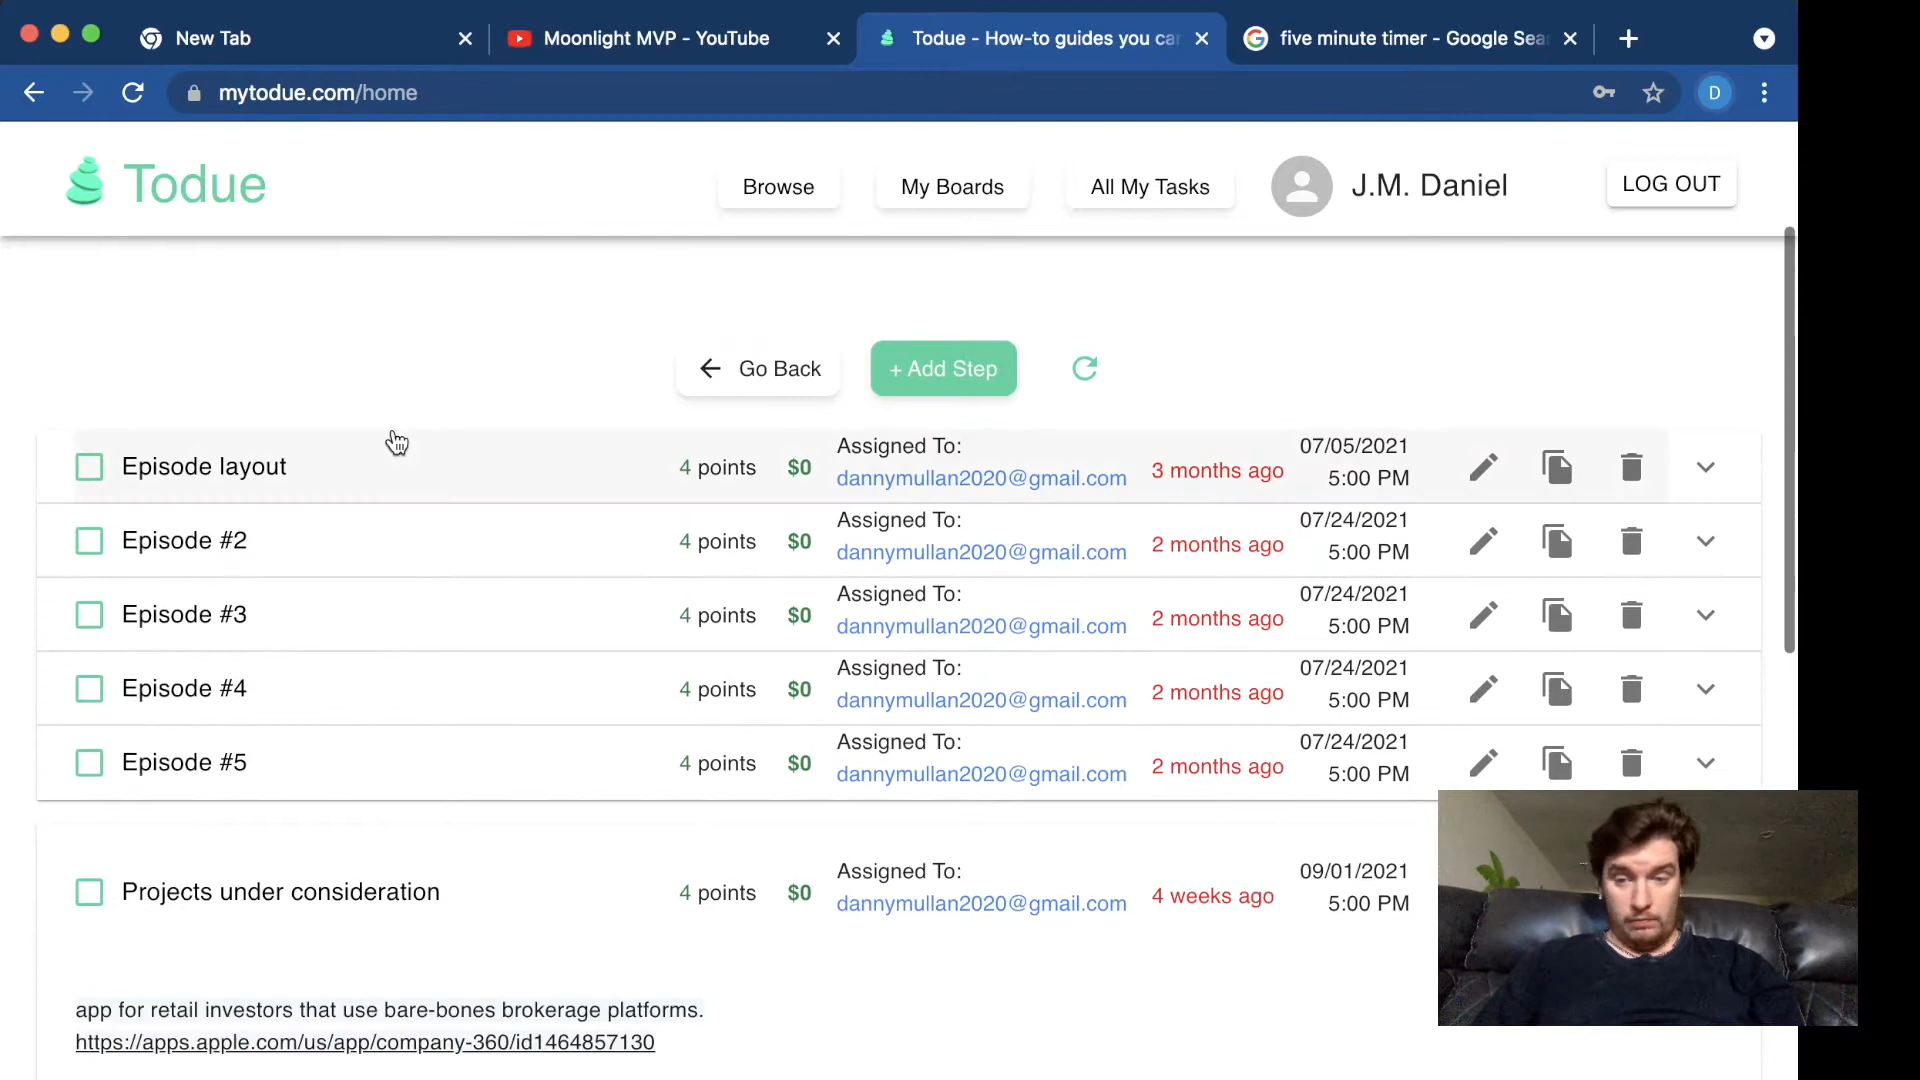 New Tab
Moonlight MVP - YouTube
Todue - How-to guides you ca
five minute timer - Google Sea
mytodue.com/home
D
Todue
Browse
My Boards
All My Tasks
J.M. Daniel
LOG OUT
Go Back
+ Add Step
Episode layout 4 points $0 Assigned To: dannymullan2020@gmail.com 3 months ago 07/05/2021 5:00 PM
Episode #2 4 points $0 Assigned To: dannymullan2020@gmail.com 2 months ago 07/24/2021 5:00 PM
Episode #3 4 points $0 Assigned To: dannymullan2020@gmail.com 2 months ago 07/24/2021 5:00 PM
Episode #4 4 points $0 Assigned To: dannymullan2020@gmail.com 2 months ago 07/24/2021 5:00 PM
Episode #5 4 points $0 Assigned To: dannymullan2020@gmail.com 2 months ago 07/24/2021 5:00 PM
Projects under consideration 4 points $0 Assigned To: dannymullan2020@gmail.com 4 weeks ago 09/01/2021 5:00 PM
app for retail investors that use bare-bones brokerage platforms.
https://apps.apple.com/us/app/company-360/id1464857130